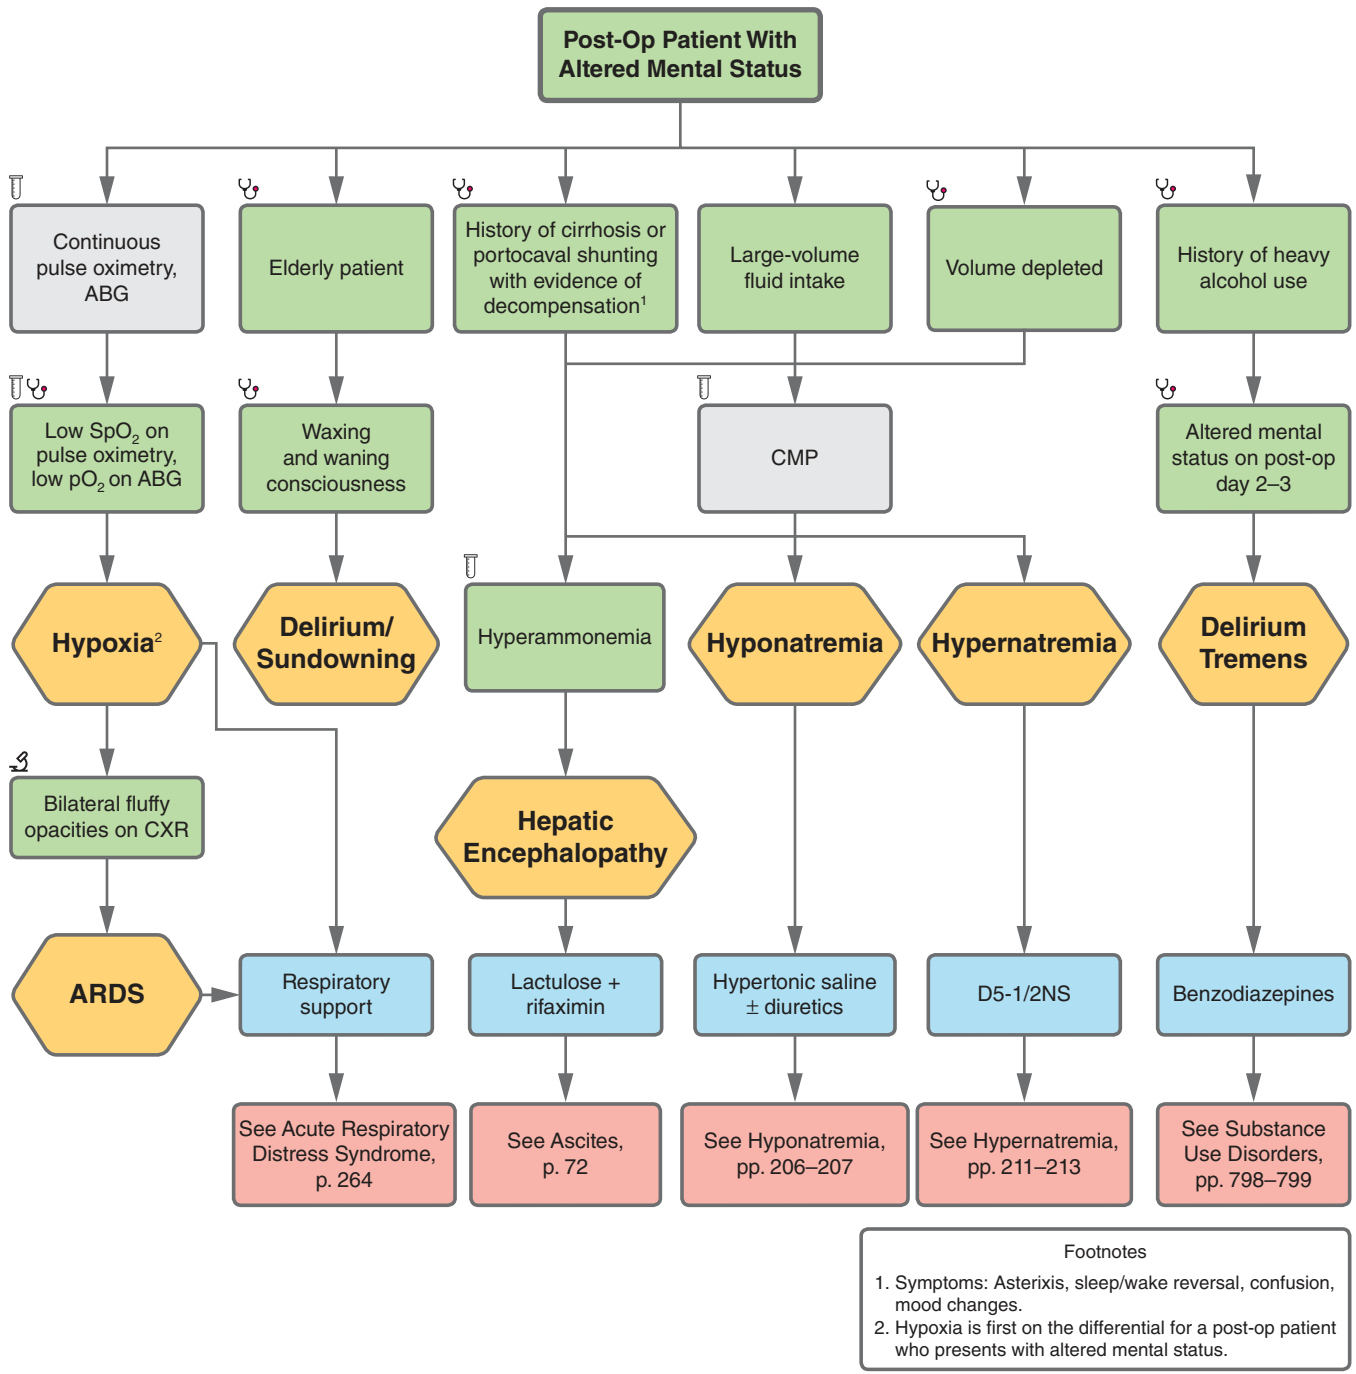 Post-Op Patient With
Altered Mental Status
Continuous
pulse oximetry,
ABG
Elderly patient
History of cirrhosis or
portocaval shunting
with evidence of
decompensation1
Large-volume
fluid intake
Volume depleted
History of heavy
alcohol use
Low SpO2 on
pulse oximetry,
low pO2 on ABG
Waxing
and waning
consciousness
CMP
Altered mental
status on post-op
day 2–3
Hypoxia2
Delirium/
Sundowning
Hyperammonemia
Hyponatremia
Hypernatremia
Delirium
Tremens
Bilateral fluffy
opacities on CXR
Hepatic
Encephalopathy
ARDS
Respiratory
support
Lactulose +
rifaximin
Hypertonic saline
± diuretics
D5-1/2NS
Benzodiazepines
See Acute Respiratory
Distress Syndrome,
p. 264
See Ascites,
p. 72
See Hyponatremia,
pp. 206–207
See Hypernatremia,
pp. 211–213
See Substance
Use Disorders,
pp. 798–799
Footnotes
1. Symptoms: Asterixis, sleep/wake reversal, confusion,
mood changes.
2. Hypoxia is first on the differential for a post-op patient
who presents with altered mental status.